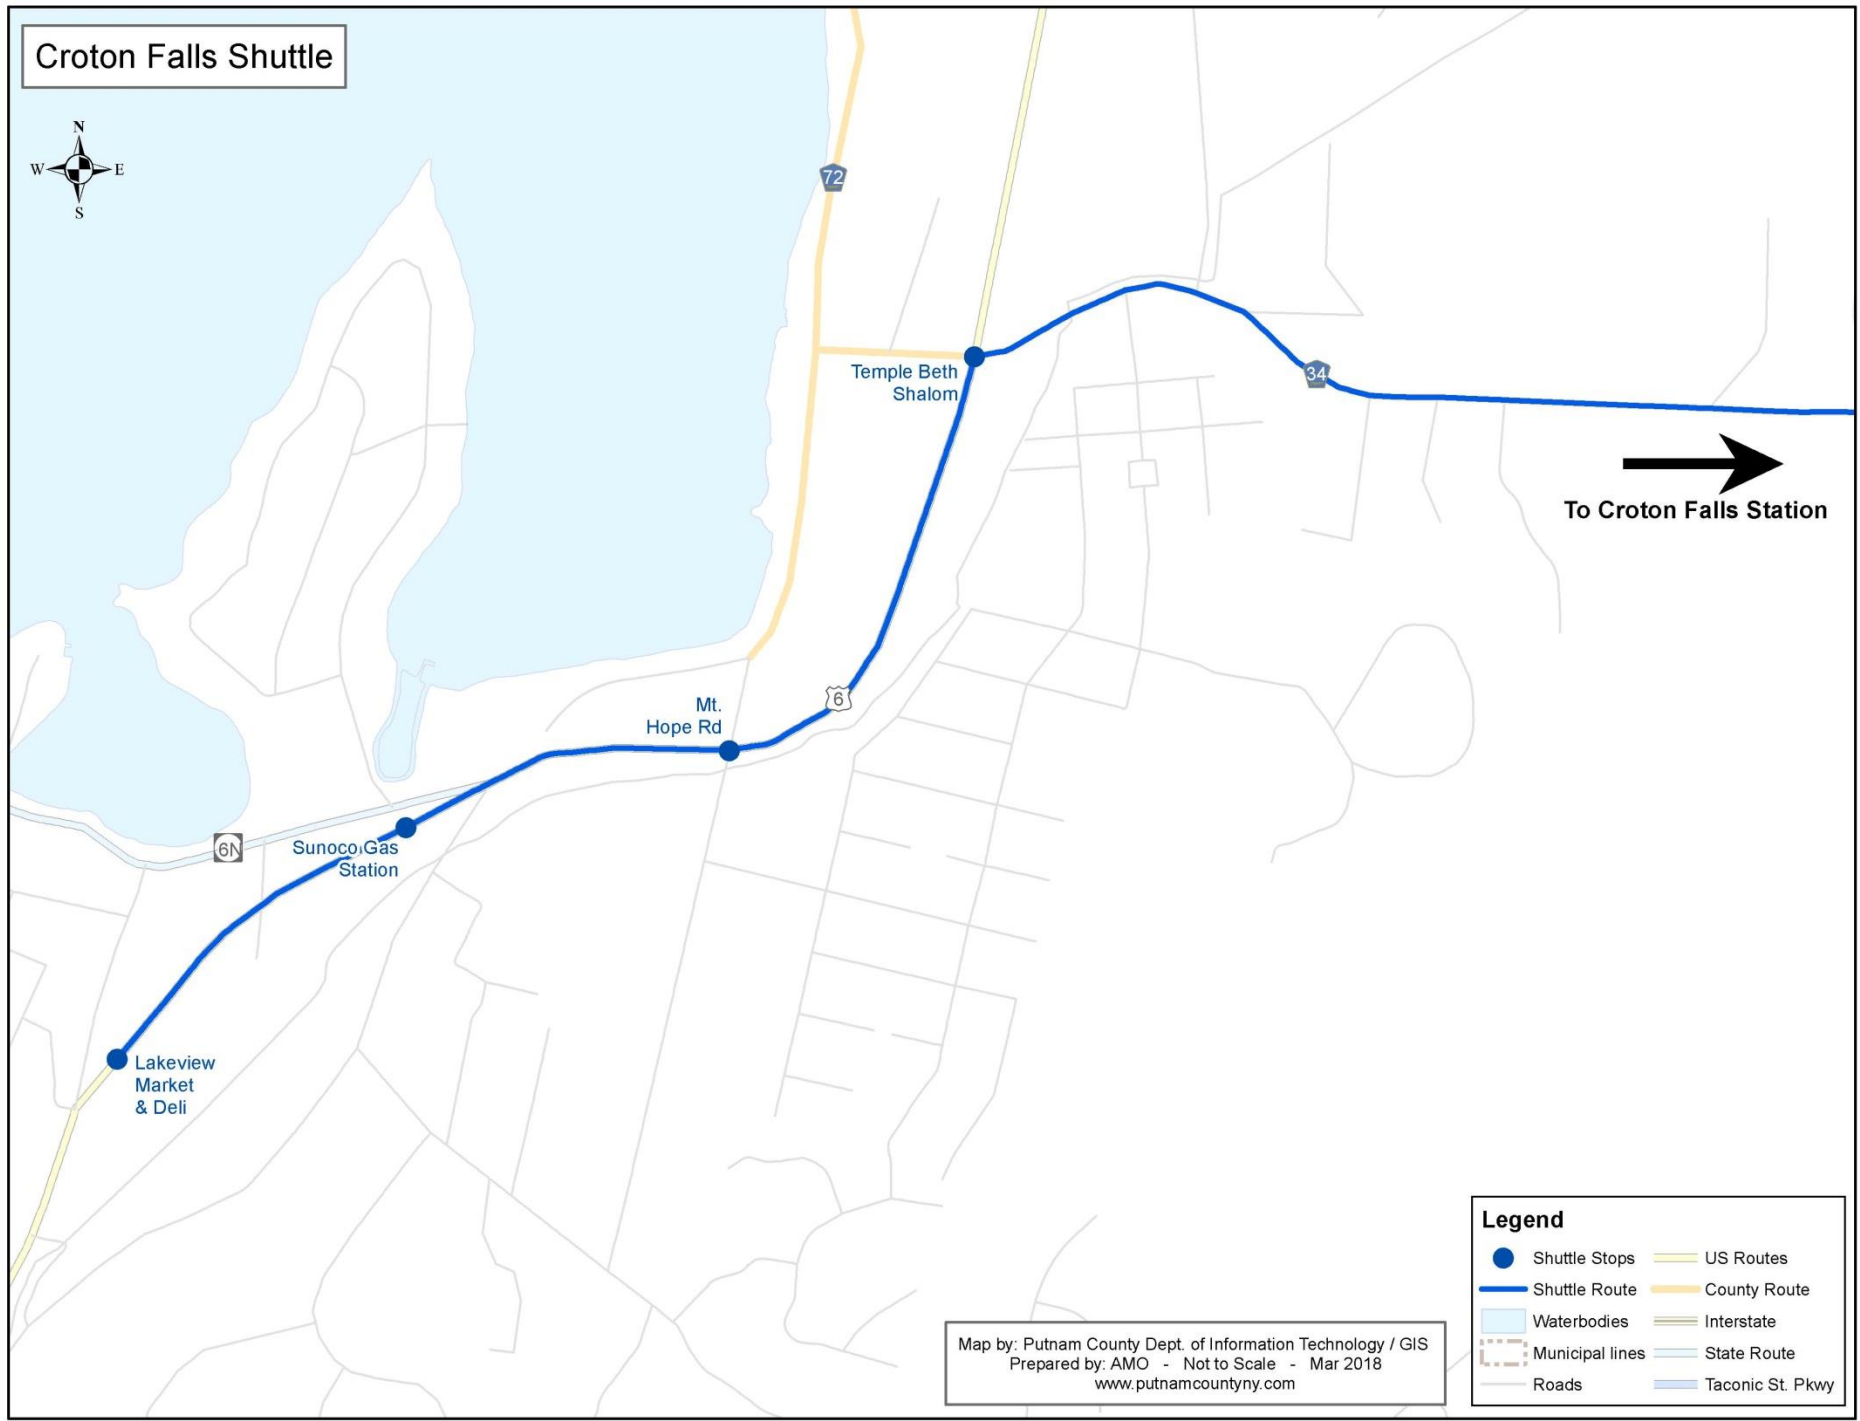 Croton Falls Shuttle
N
W E
S
72
Temple Beth
Shalom
34
To Croton Falls Station
Mt.
Hope Rd
6
6N
Sunoco Gas
Station
Lakeview
Market
& Deli
Legend
Shuttle Stops
Shuttle Route
Waterbodies
Municipal lines
Roads
US Routes
County Route
Interstate
State Route
Taconic St. Pkwy
Map by: Putnam County Dept. of Information Technology / GIS
Prepared by: AMO - Not to Scale - Mar 2018
www.putnamcountyny.com